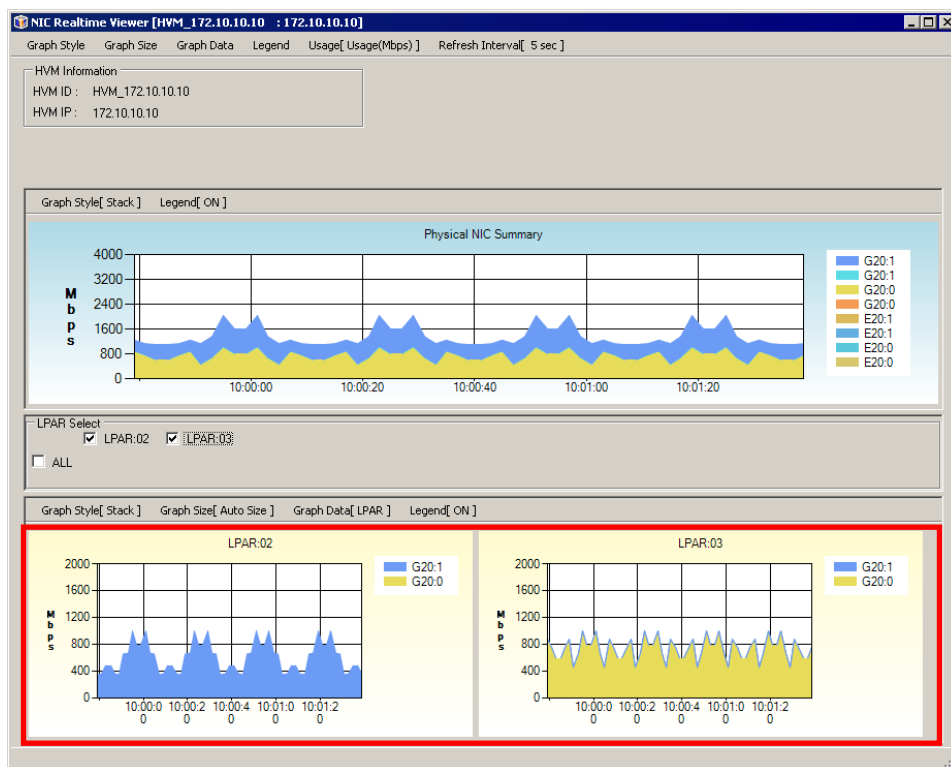 NIC Realtime Viewer [HVM_172.10.10.10 : 172.10.10.10]
Graph Style Graph Size Graph Data Legend Usage[ Usage(Mbps) ] Refresh Interval[ 5 sec ]
HVM Information
HVM ID : HVM_172.10.10.10
HVM IP : 172.10.10.10
Graph Style[ Stack ] Legend[ ON ]
Physical NIC Summary
Mbps
4000
3200
2400
1600
800
0
10:00:00 10:00:20 10:00:40 10:01:00 10:01:20
G20:1
G20:1
G20:0
G20:0
E20:1
E20:1
E20:0
E20:0
LPAR Select
LPAR:02 LPAR:03
ALL
Graph Style[ Stack ] Graph Size[ Auto Size ] Graph Data[ LPAR ] Legend[ ON ]
LPAR:02
Mbps
2000
1600
1200
800
400
0
10:00:0 10:00:2 10:00:4 10:01:0 10:01:2
0 0 0 0 0
G20:1
G20:0
LPAR:03
Mbps
2000
1600
1200
800
400
0
10:00:0 10:00:2 10:00:4 10:01:0 10:01:2
0 0 0 0 0
G20:1
G20:0